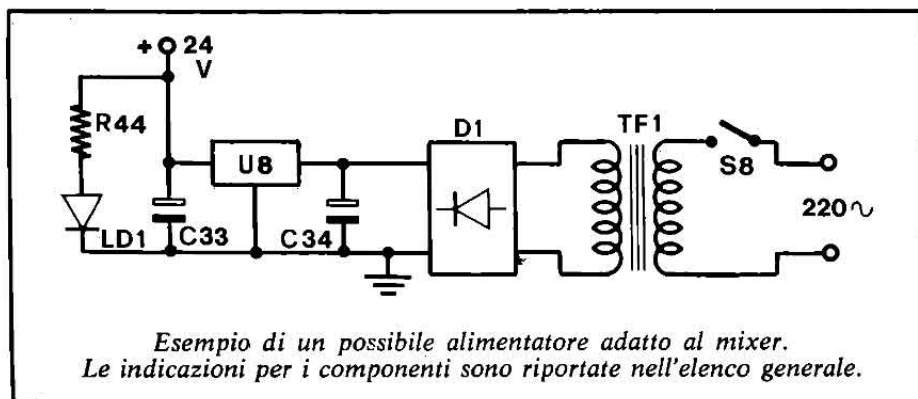 + 24
V
R44
D1
TF1
U8
S8
220~
LD1
C33
C34
Esempio di un possibile alimentatore adatto al mixer.
Le indicazioni per i componenti sono riportate nell'elenco generale.